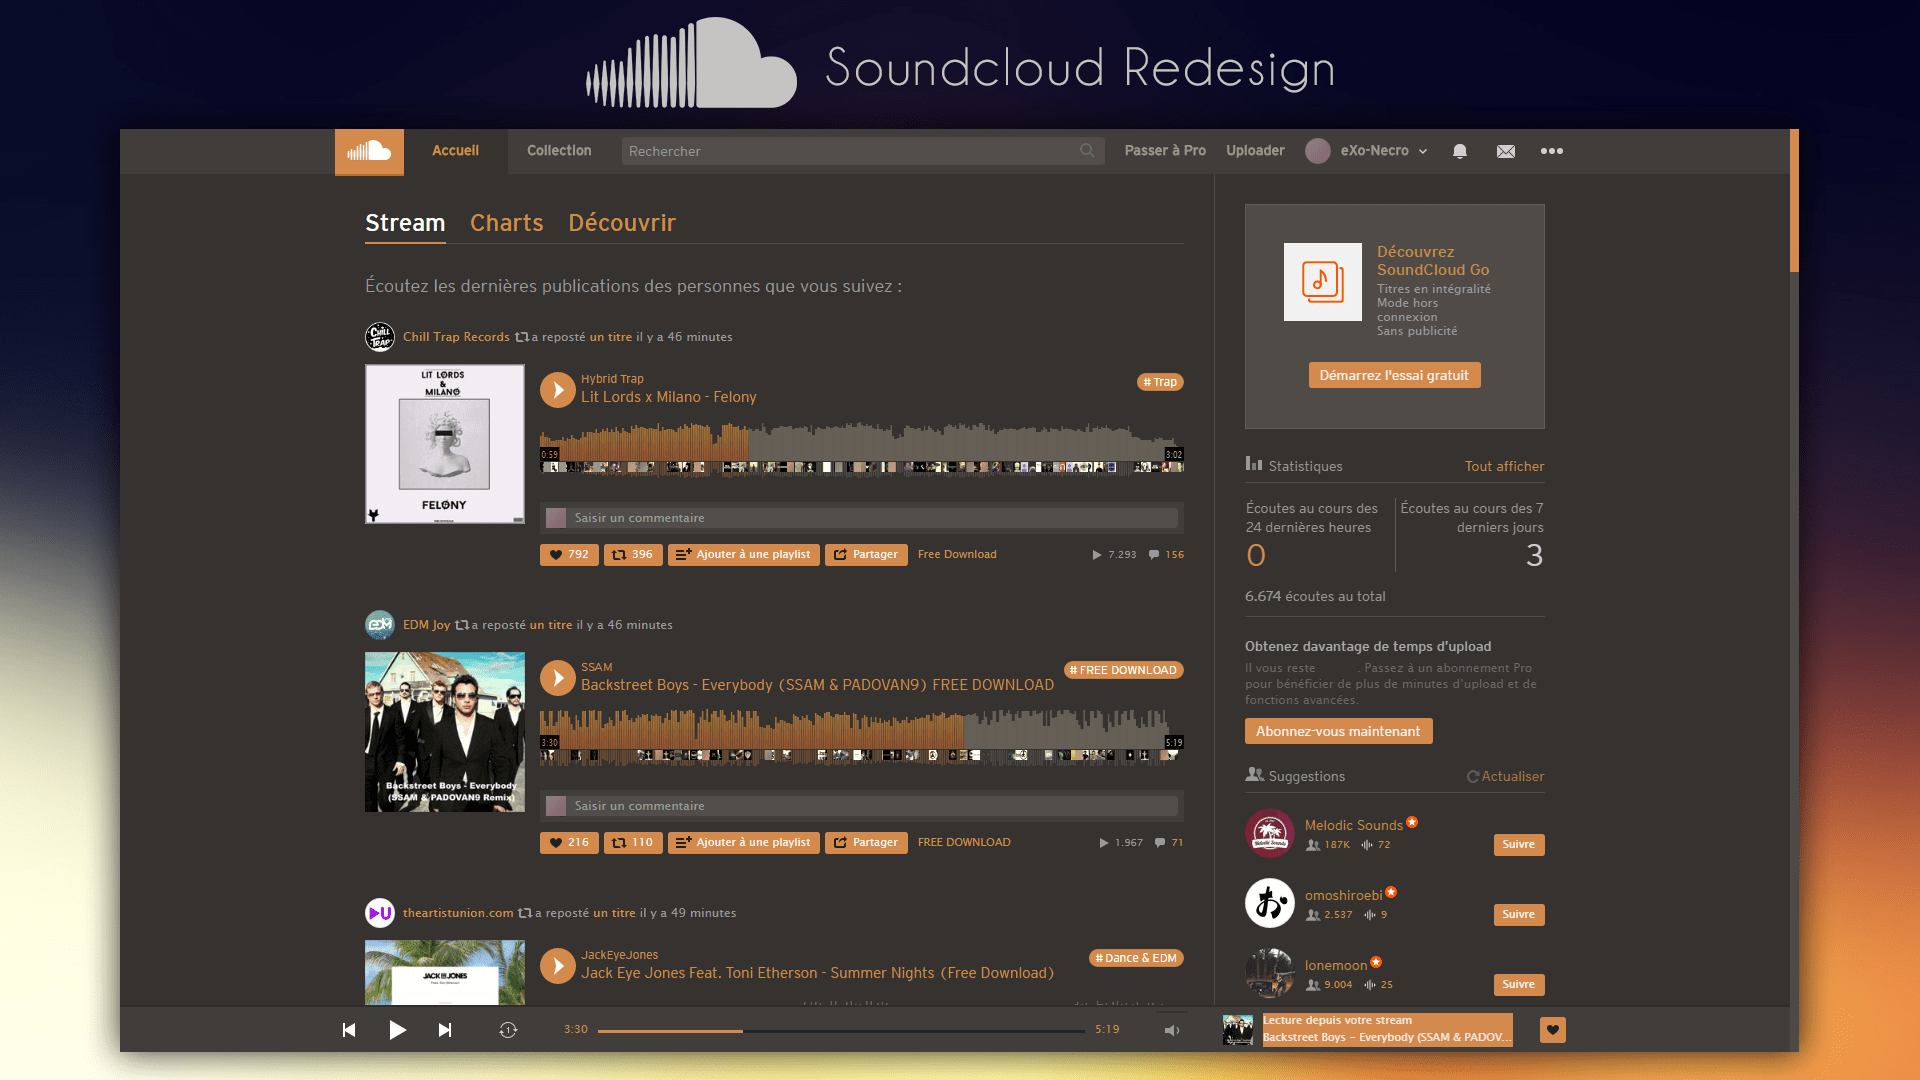 Soundcloud Redesign
Accueil
Collection
Rechercher
Passer à Pro
Uploader
eXo-Necro
Stream
Charts
Découvrir
Écoutez les dernières publications des personnes que vous suivez :
Chill Trap Records a reposté un titre il y a 46 minutes
LIT LORDS
&
MILANO
FELONY
Hybrid Trap
Lit Lords x Milano - Felony
# Trap
0:59
3:02
Saisir un commentaire
792
396
Ajouter à une playlist
Partager
Free Download
7.293
156
EDM Joy a reposté un titre il y a 46 minutes
Backstreet Boys - Everybody
(SSAM & PADOVAN9 Remix)
SSAM
Backstreet Boys - Everybody (SSAM & PADOVAN9) FREE DOWNLOAD
# FREE DOWNLOAD
3:30
5:19
Saisir un commentaire
216
110
Ajouter à une playlist
Partager
FREE DOWNLOAD
1.967
71
theartistunion.com a reposté un titre il y a 49 minutes
JackEyeJones
Jack Eye Jones Feat. Toni Etherson - Summer Nights (Free Download)
# Dance & EDM
Découvrez
SoundCloud Go
Titres en intégralité
Mode hors
connexion
Sans publicité
Démarrez l'essai gratuit
Statistiques
Tout afficher
Écoutes au cours des
24 dernières heures
0
Écoutes au cours des 7
derniers jours
3
6.674 écoutes au total
Obtenez davantage de temps d'upload
Il vous reste . Passez à un abonnement Pro
pour bénéficier de plus de minutes d'upload et de
fonctions avancées.
Abonnez-vous maintenant
Suggestions
Actualiser
Melodic Sounds
187K
72
Suivre
omoshiroebi
2.537
9
Suivre
lonemoon
9.004
25
Suivre
3:30
5:19
Lecture depuis votre stream
Backstreet Boys – Everybody (SSAM & PADOV...